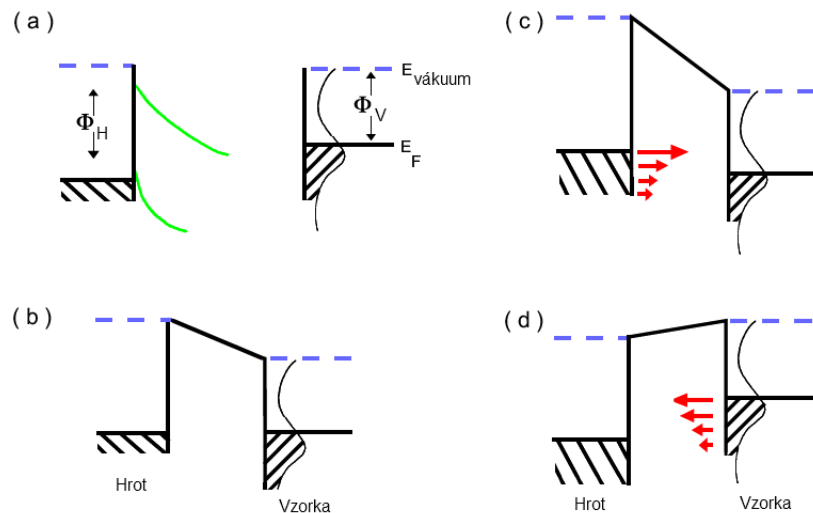 ( a )
E vákuum
Φ H
Φ V
E F
( c )
( b )
Hrot
Vzorka
( d )
Hrot
Vzorka